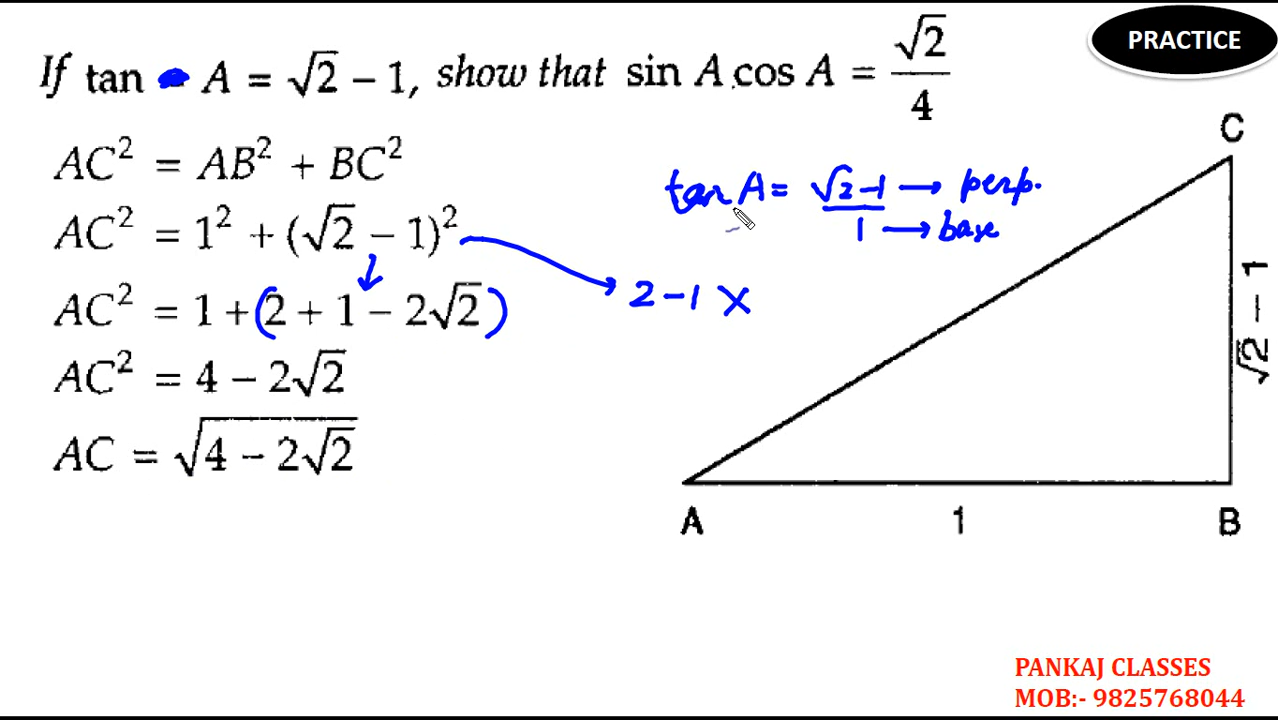 PRACTICE
If tan A = √2 − 1, show that sin A cos A = √2/4
AC² = AB² + BC²
AC² = 1² + (√2 − 1)²
AC² = 1 + (2 + 1 − 2√2)
AC² = 4 − 2√2
AC = √(4 − 2√2)
tan A = √2 − 1 → perp.
1 → base
2 − 1 ×
C
√2 − 1
A
1
B
PANKAJ CLASSES
MOB:- 9825768044